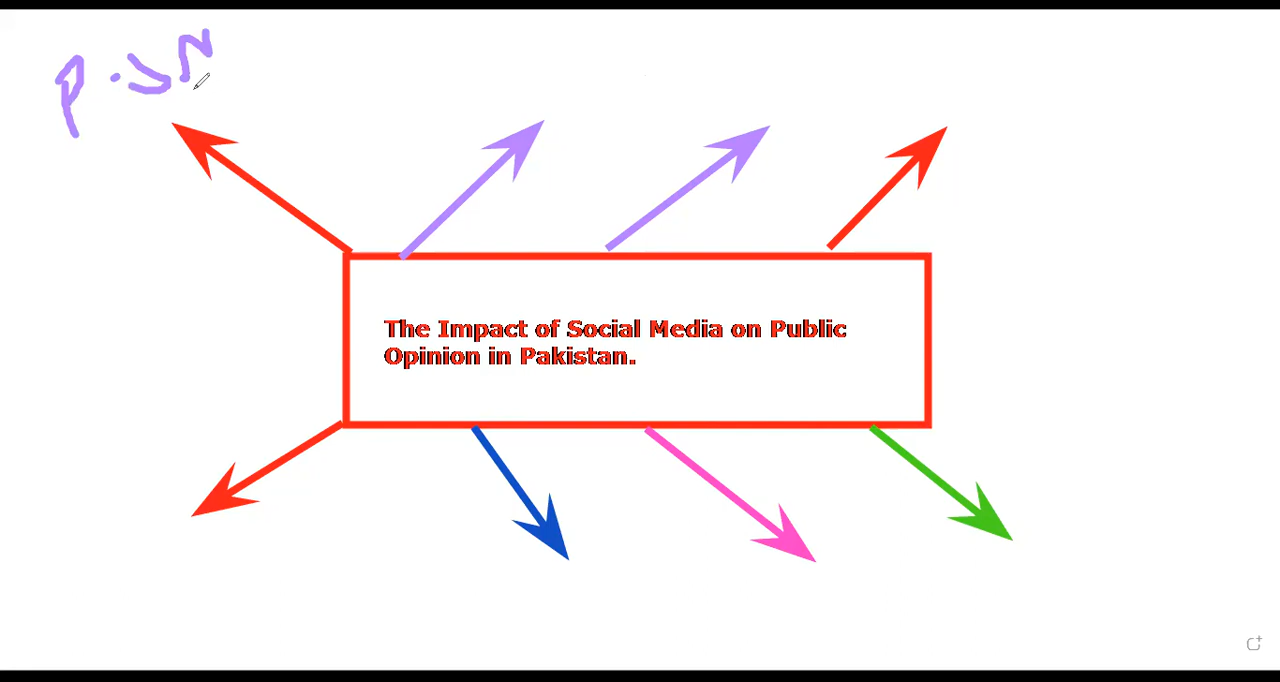 The Impact of Social Media on Public
Opinion in Pakistan.